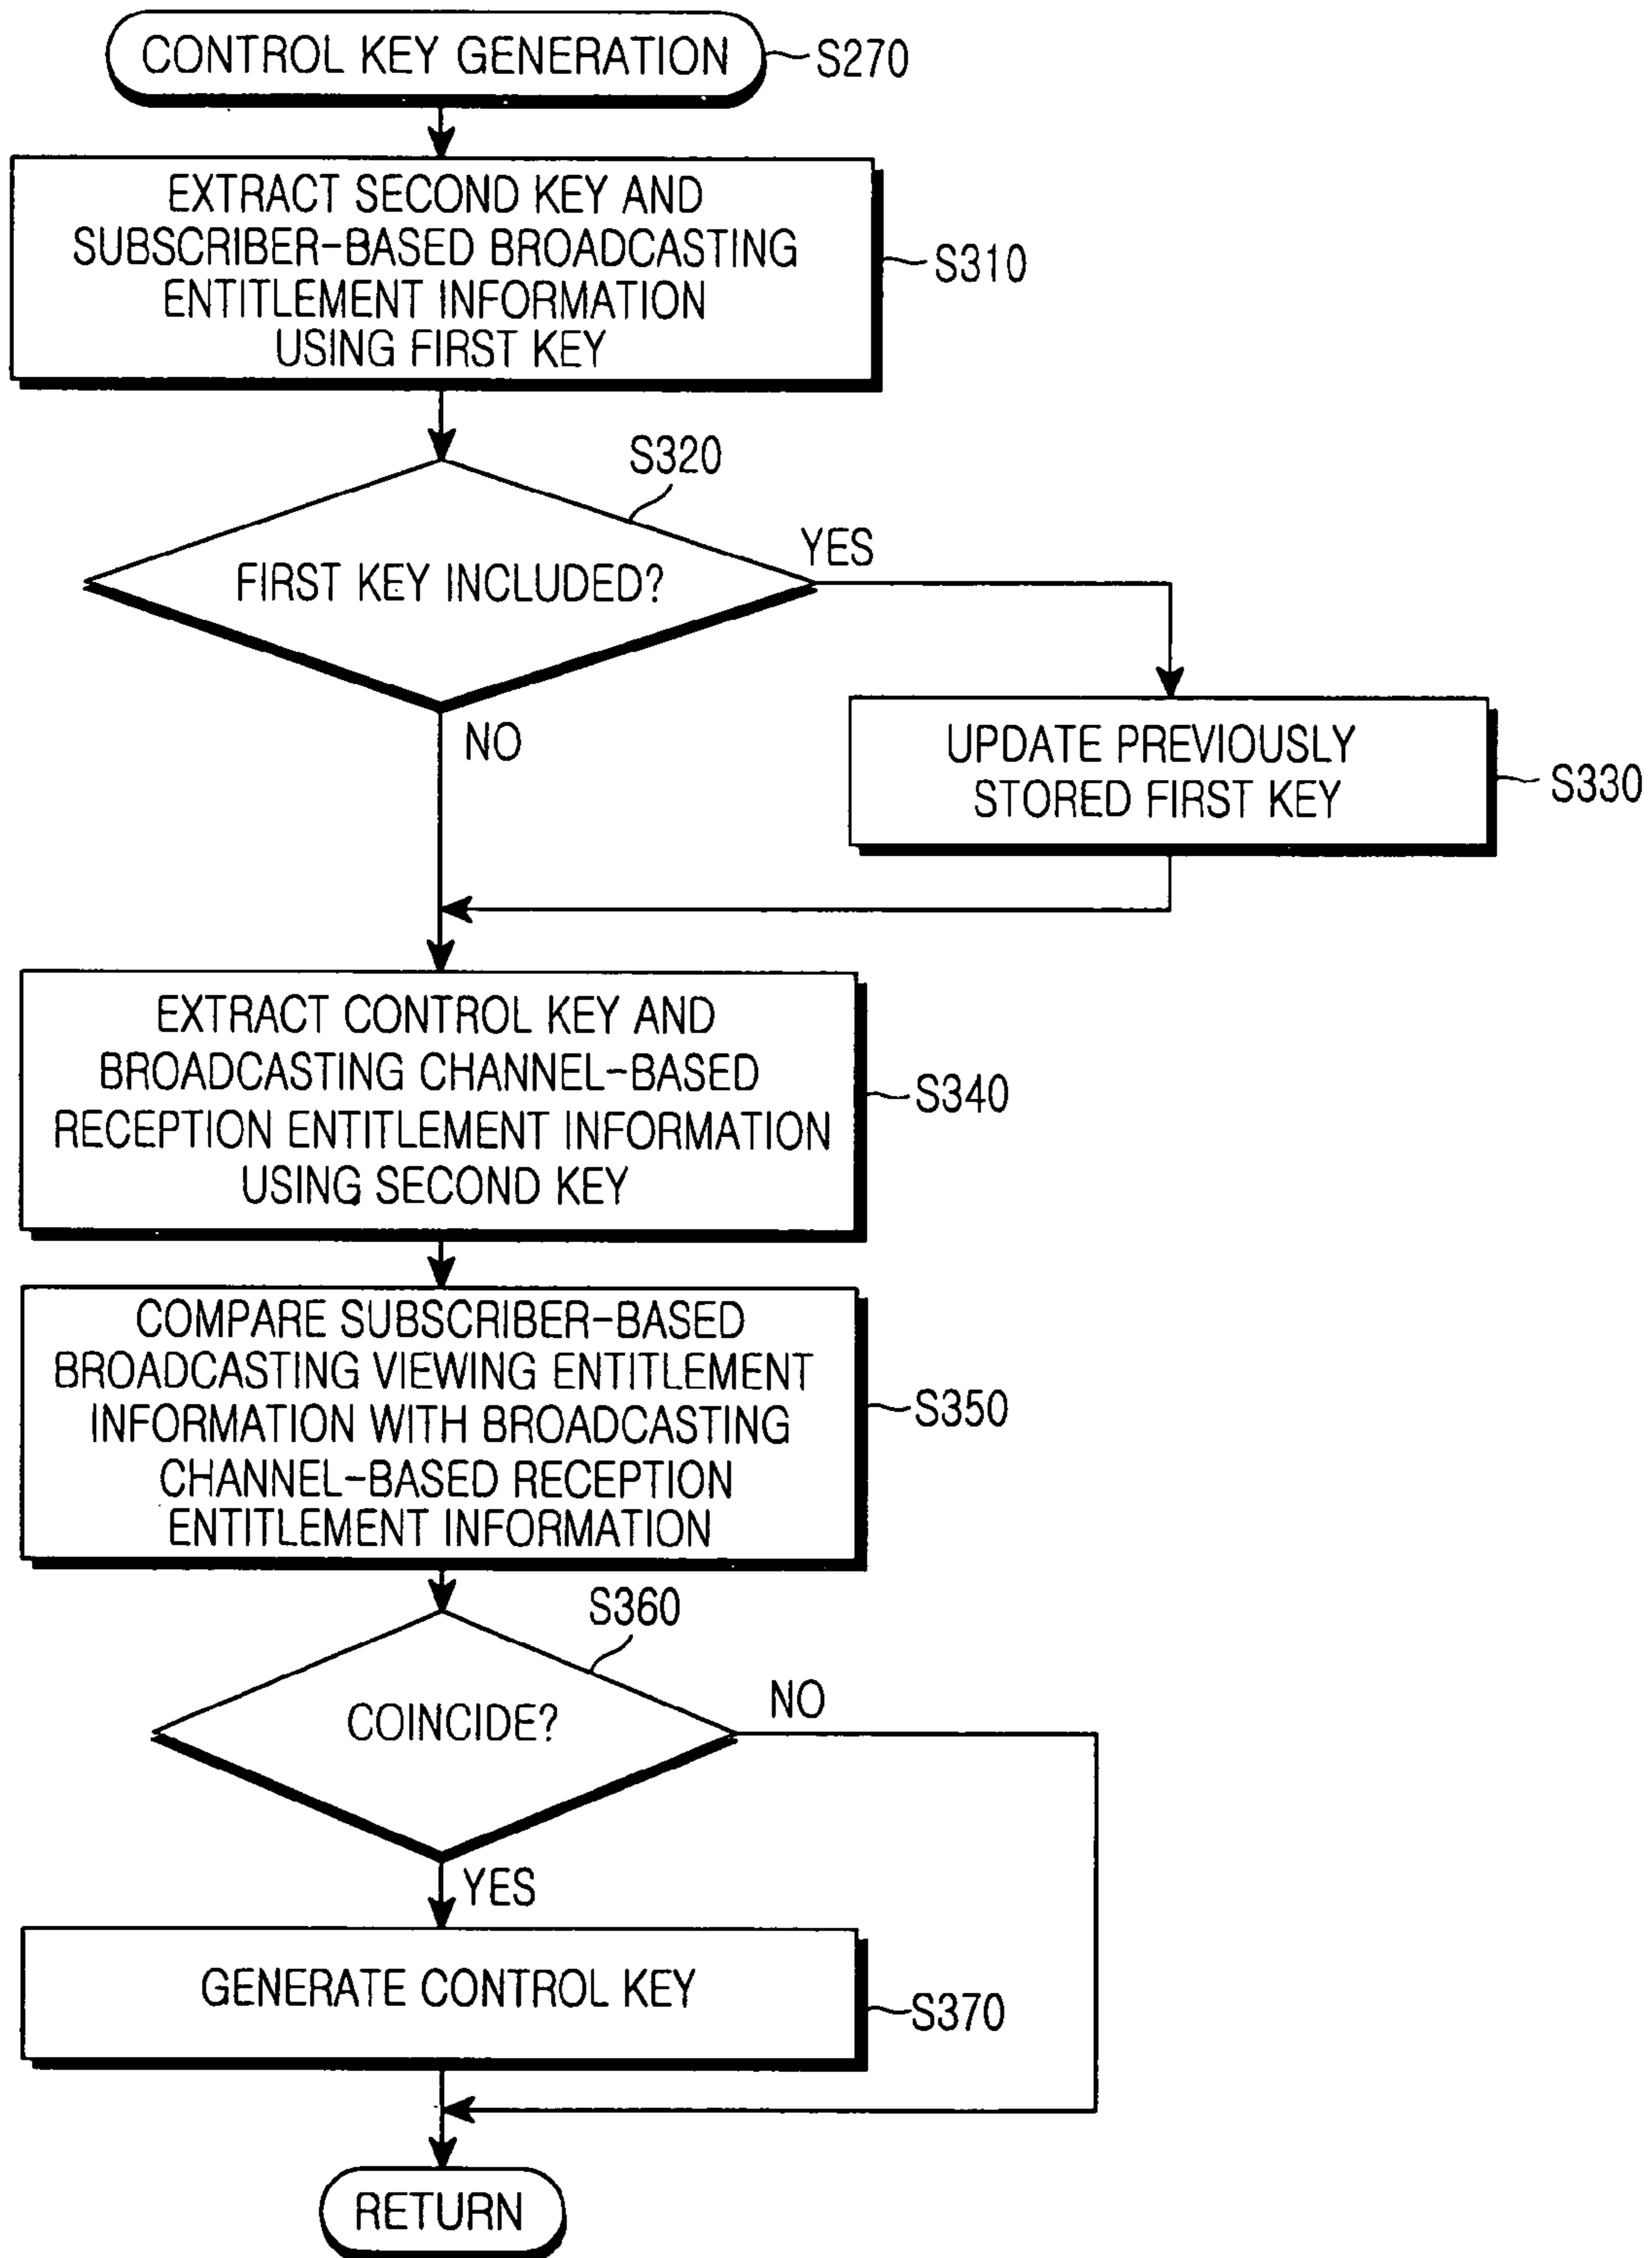 CONTROL KEY GENERATION
S270
EXTRACT SECOND KEY AND
SUBSCRIBER-BASED BROADCASTING
ENTITLEMENT INFORMATION
USING FIRST KEY
S310
S320
FIRST KEY INCLUDED?
YES
NO
UPDATE PREVIOUSLY
STORED FIRST KEY
S330
EXTRACT CONTROL KEY AND
BROADCASTING CHANNEL-BASED
RECEPTION ENTITLEMENT INFORMATION
USING SECOND KEY
S340
COMPARE SUBSCRIBER-BASED
BROADCASTING VIEWING ENTITLEMENT
INFORMATION WITH BROADCASTING
CHANNEL-BASED RECEPTION
ENTITLEMENT INFORMATION
S350
S360
COINCIDE?
NO
YES
GENERATE CONTROL KEY
S370
RETURN